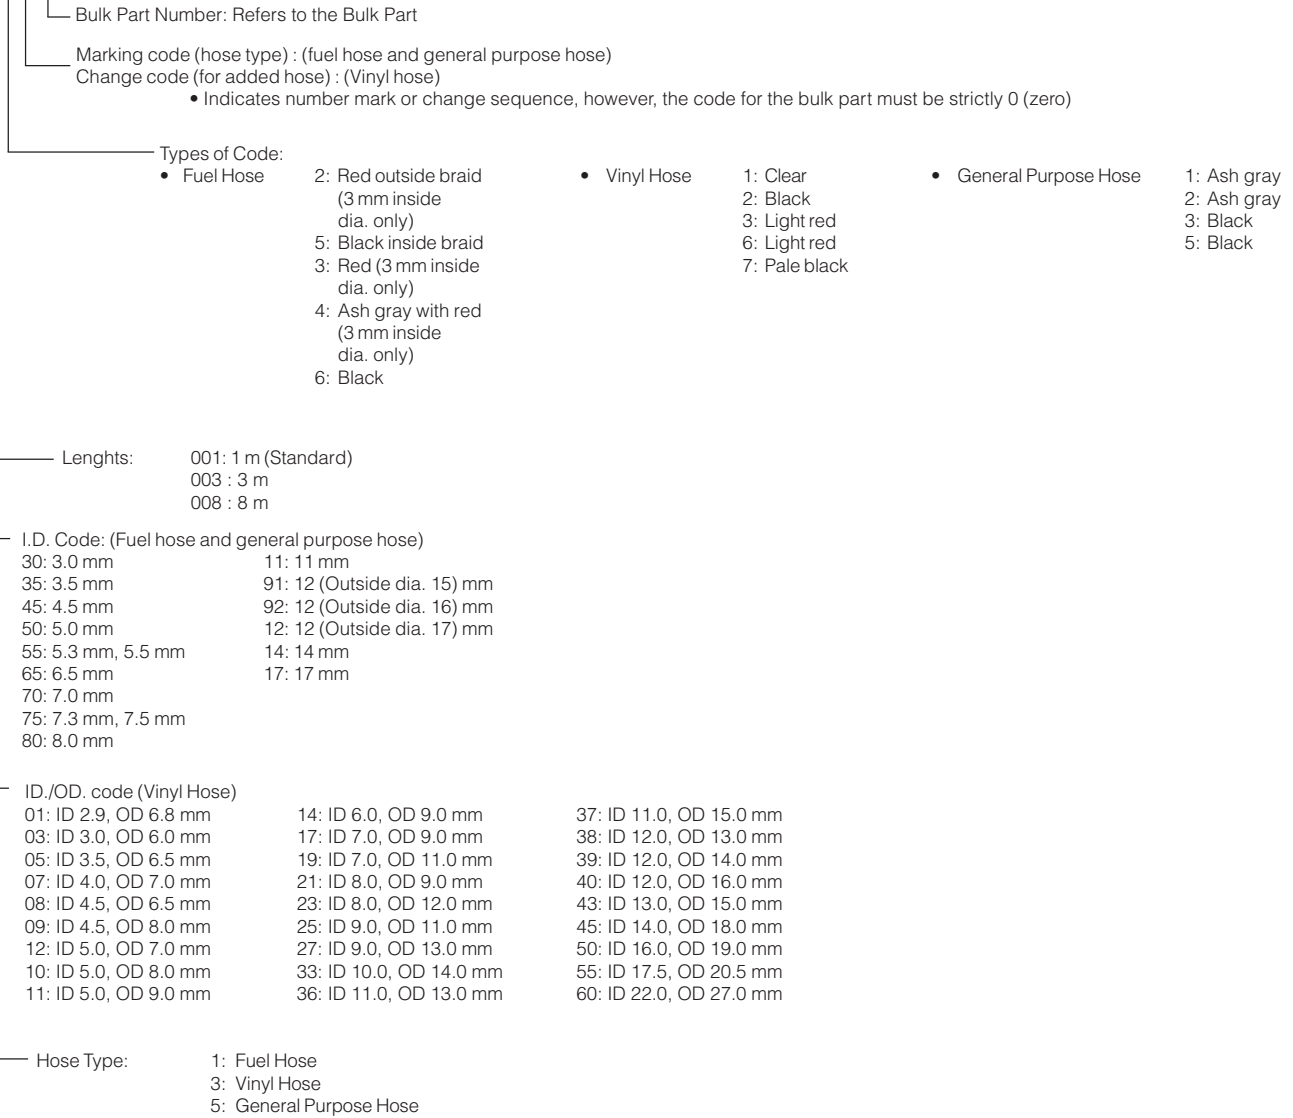 Bulk Part Number: Refers to the Bulk Part
Marking code (hose type) : (fuel hose and general purpose hose)
Change code (for added hose) : (Vinyl hose)
• Indicates number mark or change sequence, however, the code for the bulk part must be strictly 0 (zero)
Types of Code:
• Fuel Hose
2: Red outside braid
(3 mm inside
dia. only)
5: Black inside braid
3: Red (3 mm inside
dia. only)
4: Ash gray with red
(3 mm inside
dia. only)
6: Black
• Vinyl Hose
1: Clear
2: Black
3: Light red
6: Light red
7: Pale black
• General Purpose Hose
1: Ash gray
2: Ash gray
3: Black
5: Black
Lenghts:
001: 1 m (Standard)
003 : 3 m
008 : 8 m
I.D. Code: (Fuel hose and general purpose hose)
30: 3.0 mm
35: 3.5 mm
45: 4.5 mm
50: 5.0 mm
55: 5.3 mm, 5.5 mm
65: 6.5 mm
70: 7.0 mm
75: 7.3 mm, 7.5 mm
80: 8.0 mm
11: 11 mm
91: 12 (Outside dia. 15) mm
92: 12 (Outside dia. 16) mm
12: 12 (Outside dia. 17) mm
14: 14 mm
17: 17 mm
ID./OD. code (Vinyl Hose)
01: ID 2.9, OD 6.8 mm
03: ID 3.0, OD 6.0 mm
05: ID 3.5, OD 6.5 mm
07: ID 4.0, OD 7.0 mm
08: ID 4.5, OD 6.5 mm
09: ID 4.5, OD 8.0 mm
12: ID 5.0, OD 7.0 mm
10: ID 5.0, OD 8.0 mm
11: ID 5.0, OD 9.0 mm
14: ID 6.0, OD 9.0 mm
17: ID 7.0, OD 9.0 mm
19: ID 7.0, OD 11.0 mm
21: ID 8.0, OD 9.0 mm
23: ID 8.0, OD 12.0 mm
25: ID 9.0, OD 11.0 mm
27: ID 9.0, OD 13.0 mm
33: ID 10.0, OD 14.0 mm
36: ID 11.0, OD 13.0 mm
37: ID 11.0, OD 15.0 mm
38: ID 12.0, OD 13.0 mm
39: ID 12.0, OD 14.0 mm
40: ID 12.0, OD 16.0 mm
43: ID 13.0, OD 15.0 mm
45: ID 14.0, OD 18.0 mm
50: ID 16.0, OD 19.0 mm
55: ID 17.5, OD 20.5 mm
60: ID 22.0, OD 27.0 mm
Hose Type:
1: Fuel Hose
3: Vinyl Hose
5: General Purpose Hose